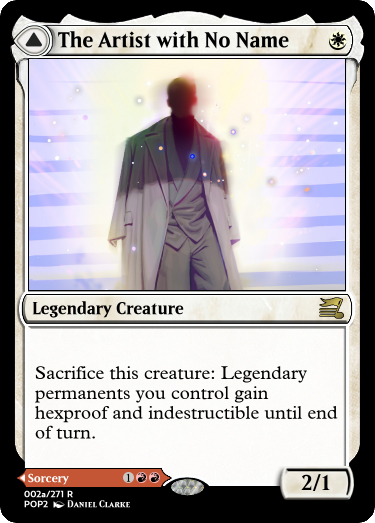 The Artist with No Name
Legendary Creature
Sacrifice this creature: Legendary
permanents you control gain
hexproof and indestructible until end
of turn.
Sorcery 1
2/1
002a/271 R
POP2 Daniel Clarke